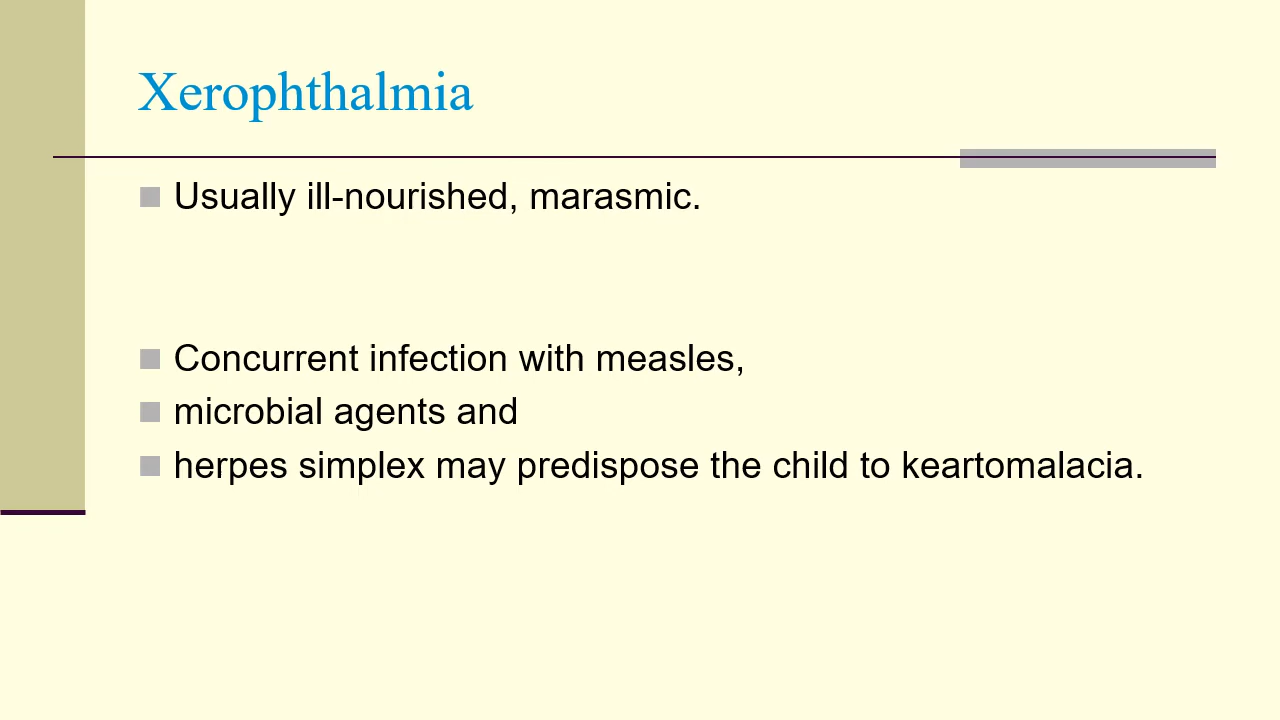 Xerophthalmia
Usually ill-nourished, marasmic.
Concurrent infection with measles,
microbial agents and
herpes simplex may predispose the child to keartomalacia.